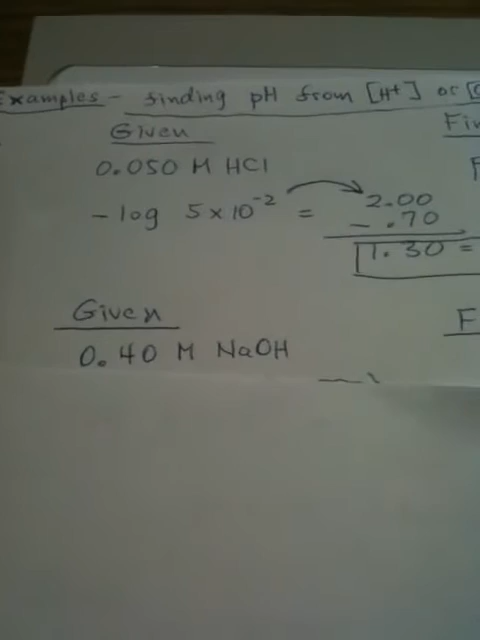 Examples - finding pH from [H+] or [
Given
0.050 M HCl
- log 5 x 10⁻² = 2.00
- .70
1.30 =
Given
0.40 M NaOH